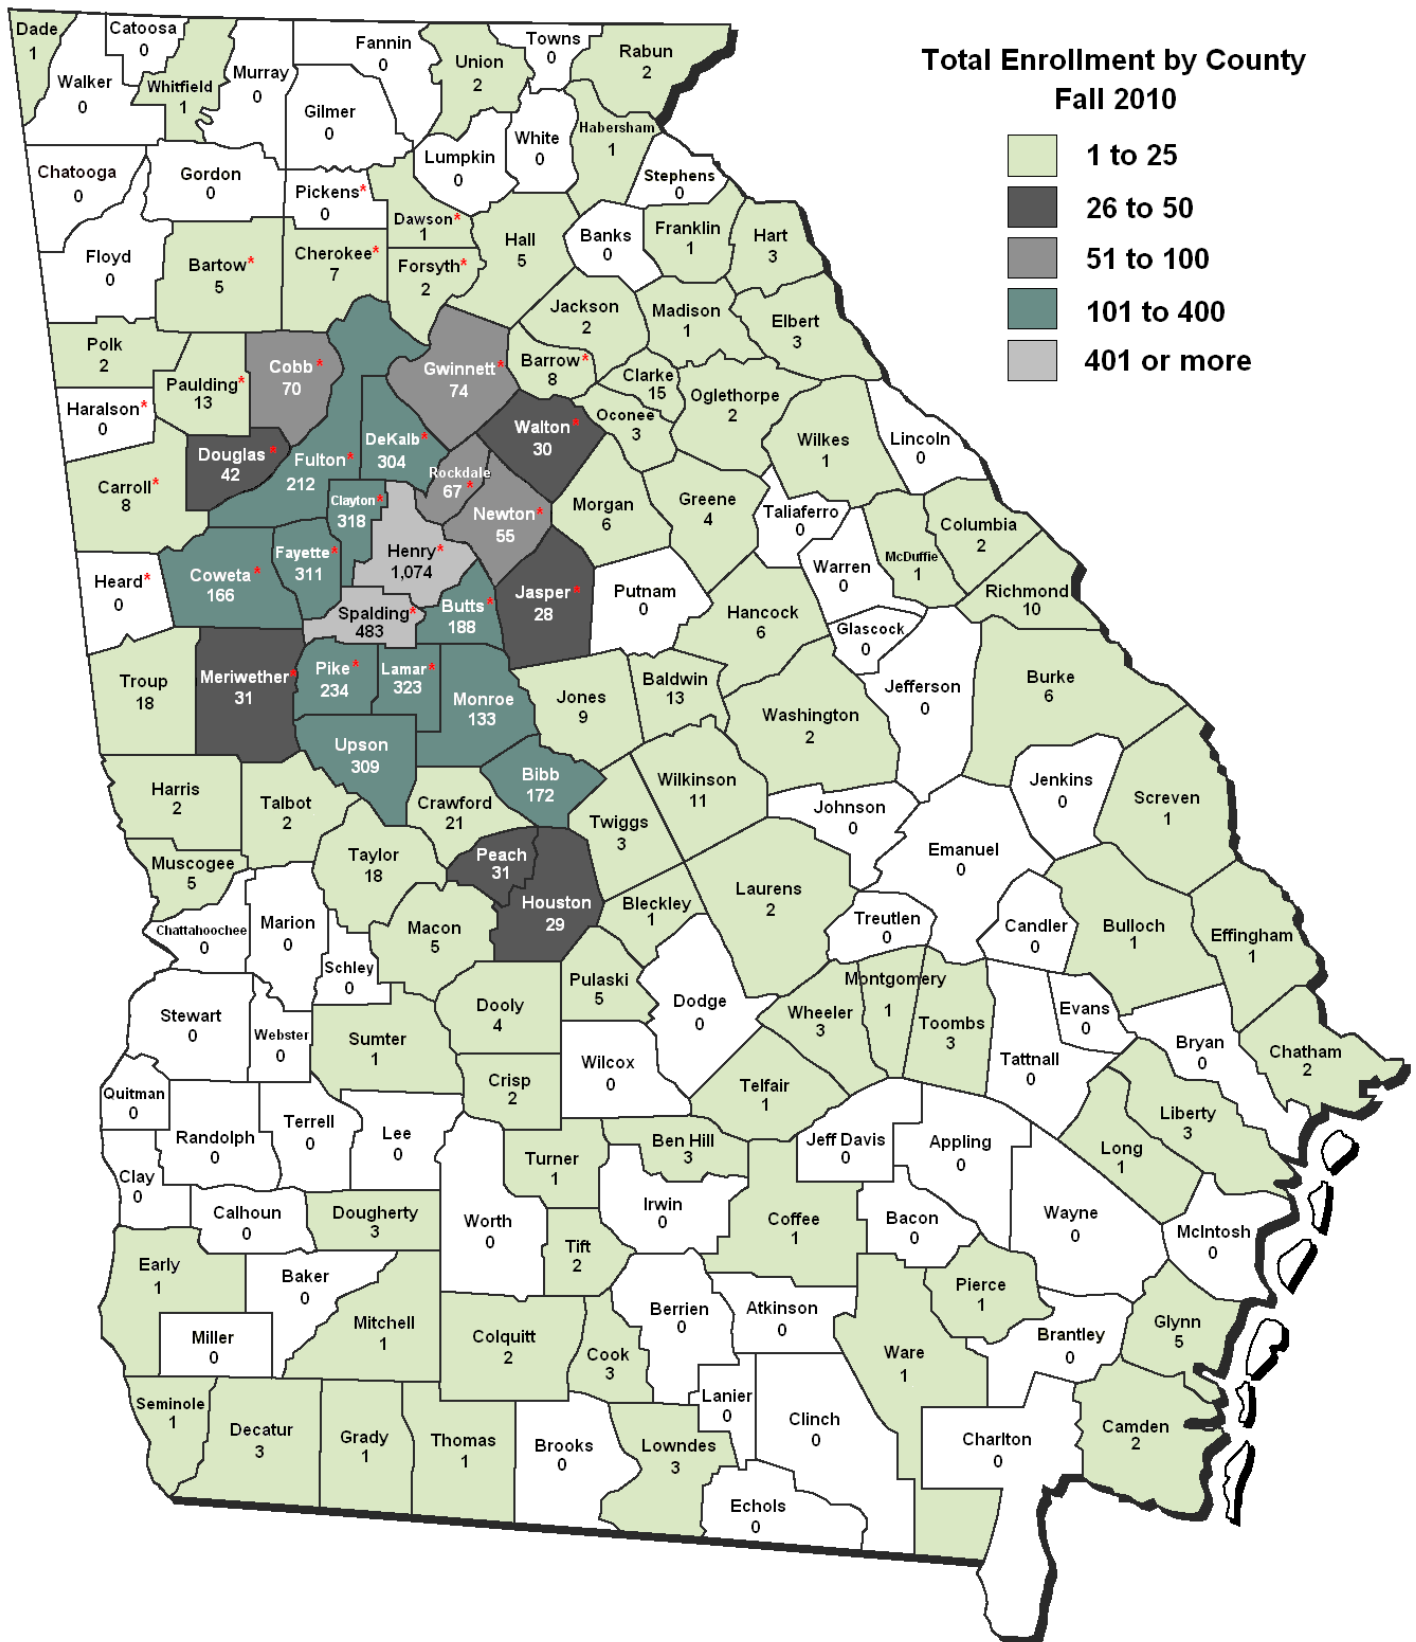 Total Enrollment by County
Fall 2010
1 to 25
26 to 50
51 to 100
101 to 400
401 or more
Dade
1
Walker
0
Catoosa
0
Whitfield
1
Murray
0
Fannin
0
Gilmer
0
Union
2
Towns
0
Rabun
2
White
0
Habersham
1
Lumpkin
0
Stephens
0
Chatooga
0
Gordon
0
Pickens*
0
Dawson*
1
Hall
5
Banks
0
Franklin
1
Hart
3
Floyd
0
Bartow*
5
Cherokee*
7
Forsyth*
2
Jackson
2
Madison
1
Elbert
3
Polk
2
Paulding*
13
Cobb*
70
Gwinnett*
74
Barrow*
8
Clarke
15
Oglethorpe
2
Oconee
3
Haralson*
0
Douglas*
42
Fulton*
212
DeKalb*
304
Rockdale
67*
Walton*
30
Wilkes
1
Lincoln
0
Carroll*
8
Clayton*
318
Newton*
55
Morgan
6
Greene
4
Taliaferro
0
Columbia
2
McDuffie
1
Warren
0
Richmond
10
Heard*
0
Coweta*
166
Fayette*
311
Henry*
1,074
Spalding*
483
Butts*
188
Jasper*
28
Putnam
0
Hancock
6
Glascock
0
Troup
18
Meriwether*
31
Pike*
234
Lamar*
323
Monroe
133
Jones
9
Baldwin
13
Washington
2
Jefferson
0
Burke
6
Upson
309
Bibb
172
Wilkinson
11
Jenkins
0
Screven
1
Harris
2
Talbot
2
Crawford
21
Twiggs
3
Johnson
0
Emanuel
0
Muscogee
5
Taylor
18
Peach
31
Houston
29
Bleckley
1
Laurens
2
Treutlen
0
Candler
0
Bulloch
1
Effingham
1
Chattahoochee
0
Marion
0
Macon
5
Schley
0
Dooly
4
Pulaski
5
Dodge
0
Wheeler
3
Montgomery
1
Toombs
3
Tattnall
0
Evans
0
Bryan
0
Chatham
2
Stewart
0
Webster
0
Sumter
1
Crisp
2
Wilcox
0
Telfair
1
Quitman
0
Randolph
0
Terrell
0
Lee
0
Turner
1
Ben Hill
3
Jeff Davis
0
Appling
0
Long
1
Liberty
3
Clay
0
Calhoun
0
Dougherty
3
Worth
0
Tift
2
Irwin
0
Coffee
1
Bacon
0
Wayne
0
McIntosh
0
Early
1
Baker
0
Miller
0
Mitchell
1
Colquitt
2
Cook
3
Berrien
0
Atkinson
0
Pierce
1
Ware
1
Brantley
0
Glynn
5
Seminole
1
Decatur
3
Grady
1
Thomas
1
Brooks
0
Lowndes
3
Lanier
0
Clinch
0
Echols
0
Charlton
0
Camden
2